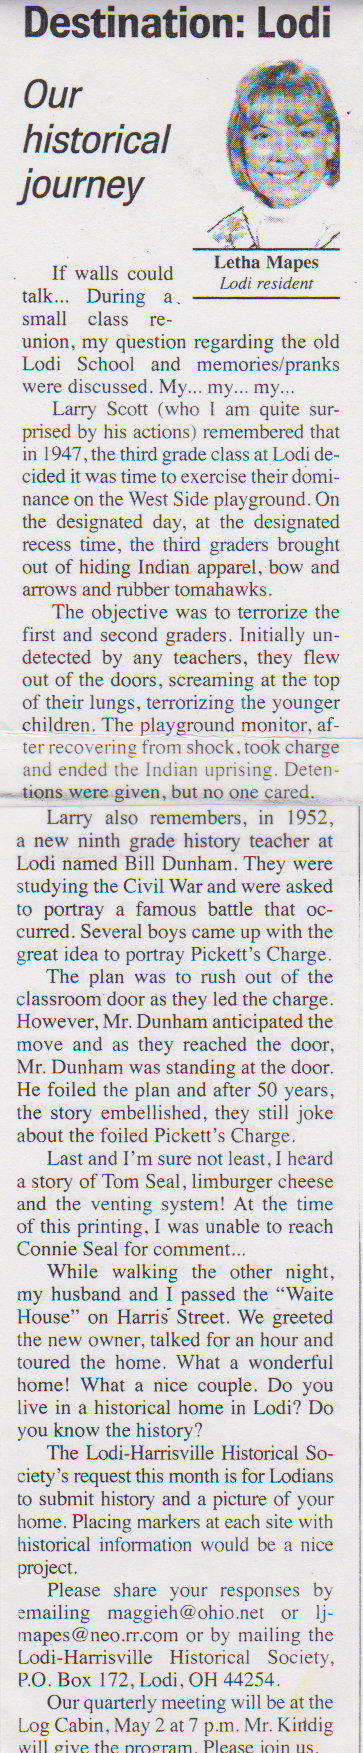 Destination: Lodi
Our
historical
journey
Letha Mapes
Lodi resident
If walls could
talk... During a
small class re-
union, my question regarding the old
Lodi School and memories/pranks
were discussed. My... my... my...
Larry Scott (who I am quite sur-
prised by his actions) remembered that
in 1947, the third grade class at Lodi de-
cided it was time to exercise their domi-
nance on the West Side playground. On
the designated day, at the designated
recess time, the third graders brought
out of hiding Indian apparel, bow and
arrows and rubber tomahawks.
The objective was to terrorize the
first and second graders. Initially un-
detected by any teachers, they flew
out of the doors, screaming at the top
of their lungs, terrorizing the younger
children. The playground monitor, af-
ter recovering from shock, took charge
and ended the Indian uprising. Deten-
tions were given, but no one cared.
Larry also remembers, in 1952,
a new ninth grade history teacher at
Lodi named Bill Dunham. They were
studying the Civil War and were asked
to portray a famous battle that oc-
curred. Several boys came up with the
great idea to portray Pickett's Charge.
The plan was to rush out of the
classroom door as they led the charge.
However, Mr. Dunham anticipated the
move and as they reached the door,
Mr. Dunham was standing at the door.
He foiled the plan and after 50 years,
the story embellished, they still joke
about the foiled Pickett's Charge.
Last and I'm sure not least, I heard
a story of Tom Seal, limburger cheese
and the venting system! At the time
of this printing, I was unable to reach
Connie Seal for comment...
While walking the other night,
my husband and I passed the "Waite
House" on Harris Street. We greeted
the new owner, talked for an hour and
toured the home. What a wonderful
home! What a nice couple. Do you
live in a historical home in Lodi? Do
you know the history?
The Lodi-Harrisville Historical So-
ciety's request this month is for Lodians
to submit history and a picture of your
home. Placing markers at each site with
historical information would be a nice
project.
Please share your responses by
emailing maggieh@ohio.net or lj-
mapes@neo.rr.com or by mailing the
Lodi-Harrisville Historical Society,
P.O. Box 172, Lodi, OH 44254.
Our quarterly meeting will be at the
Log Cabin, May 2 at 7 p.m. Mr. Kindig
will give the program. Please join us.